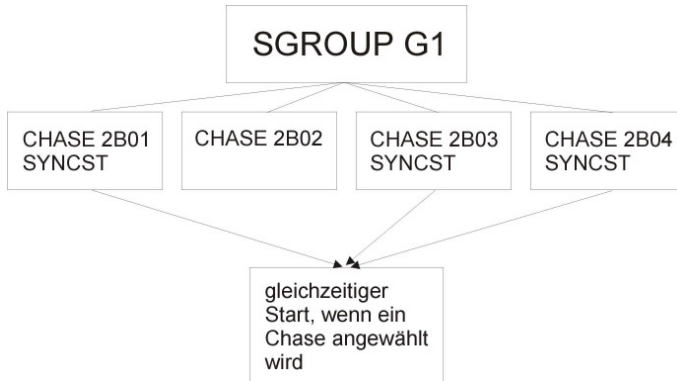 SGROUP G1
CHASE 2B01
SYNCST
CHASE 2B02
CHASE 2B03
SYNCST
CHASE 2B04
SYNCST
gleichzeitiger
Start, wenn ein
Chase angewählt
wird